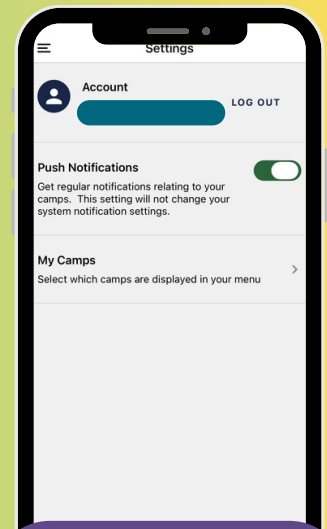 Settings
Account
LOG OUT
Push Notifications
Get regular notifications relating to your
camps. This setting will not change your
system notification settings.
My Camps
Select which camps are displayed in your menu